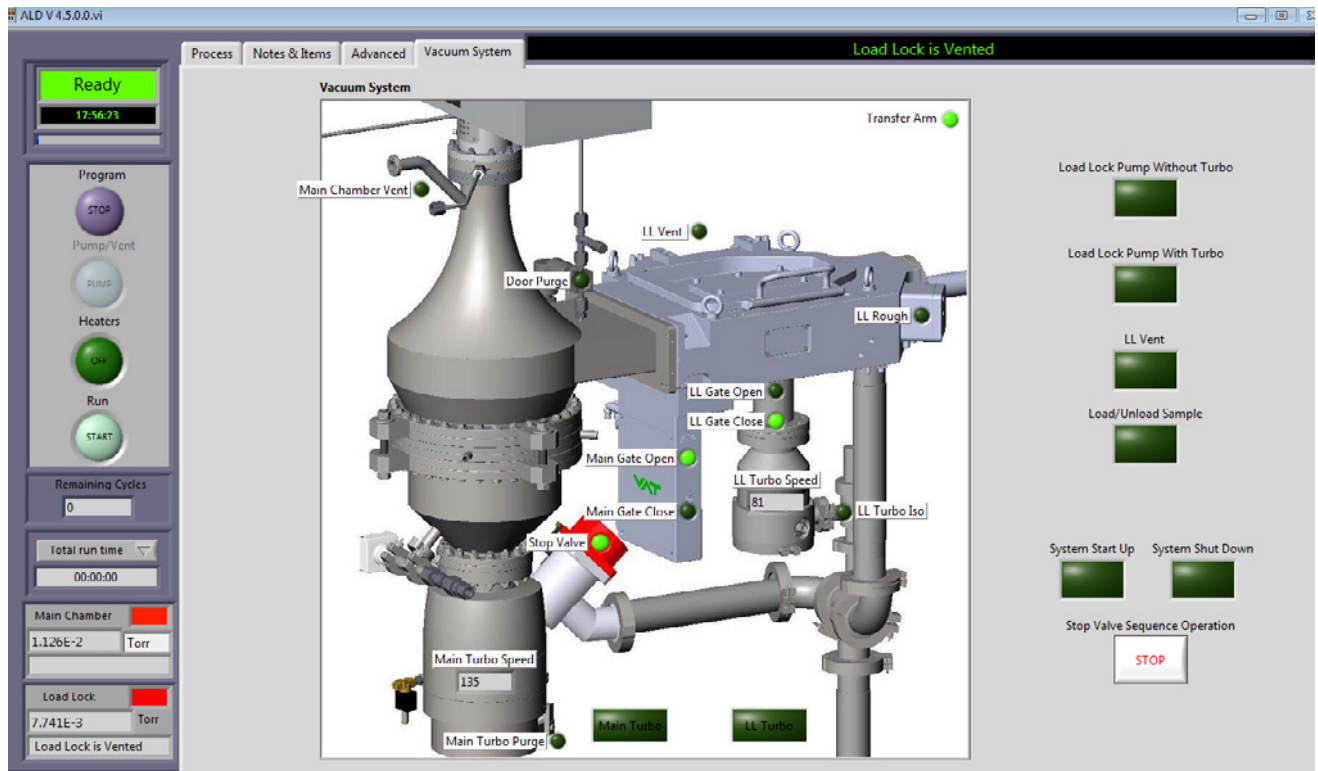 ALD V 4.5.0.0.vi
Process
Notes & Items
Advanced
Vacuum System
Load Lock is Vented
Ready
17:56:23
Program
STOP
Pump/Vent
PUMP
Heaters
OFF
Run
START
Remaining Cycles
0
Total run time
00:00:00
Main Chamber
1.126E-2
Torr
Load Lock
7.741E-3
Torr
Load Lock is Vented
Vacuum System
Transfer Arm
Main Chamber Vent
LL Vent
Door Purge
LL Rough
LL Gate Open
LL Gate Close
Main Gate Open
VAT
LL Turbo Speed
81
Main Gate Close
LL Turbo Iso
Stop Valve
Main Turbo Speed
135
Main Turbo
LL Turbo
Main Turbo Purge
Load Lock Pump Without Turbo
Load Lock Pump With Turbo
LL Vent
Load/Unload Sample
System Start Up
System Shut Down
Stop Valve Sequence Operation
STOP